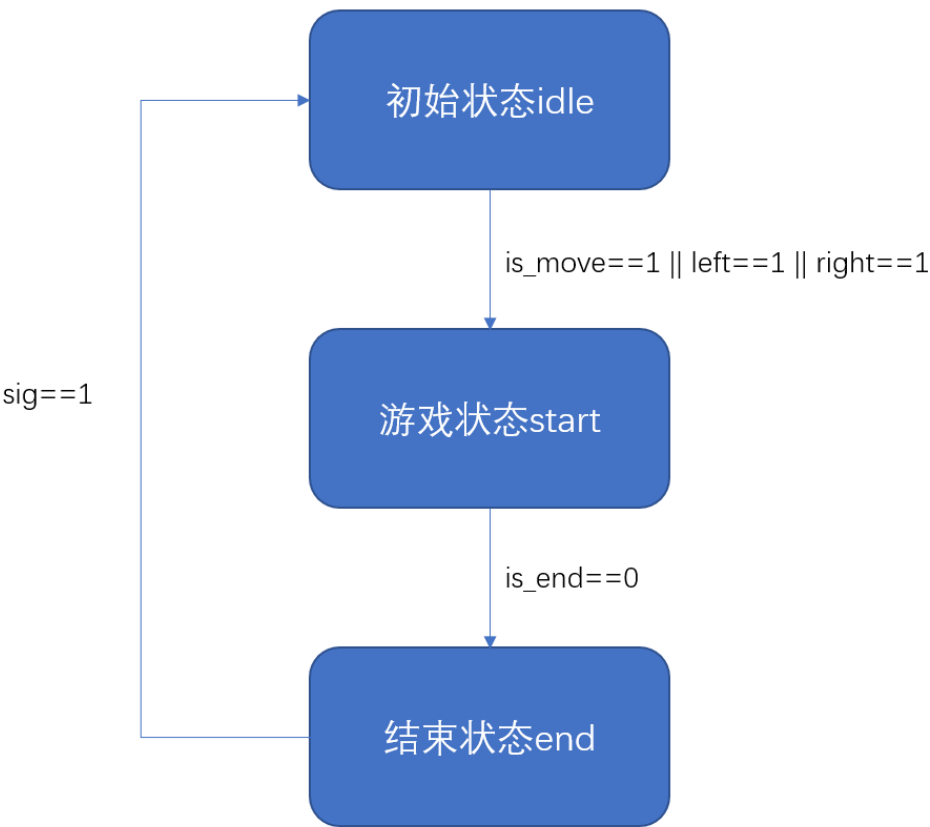 初始状态idle
is_move==1 || left==1 || right==1
sig==1
游戏状态start
is_end==0
结束状态end